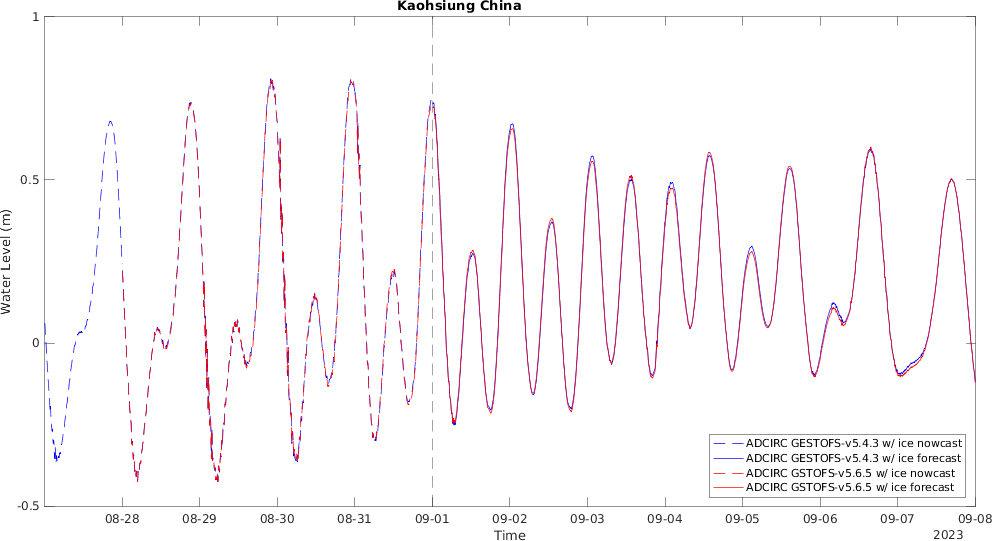 Kaohsiung China
1
0.5
0
-0.5
Water Level (m)
ADCIRC GESTOFS-v5.4.3 w/ ice nowcast
ADCIRC GESTOFS-v5.4.3 w/ ice forecast
ADCIRC GSTOFS-v5.6.5 w/ ice nowcast
ADCIRC GSTOFS-v5.6.5 w/ ice forecast
08-28 08-29 08-30 08-31 09-01 09-02 09-03 09-04 09-05 09-06 09-07 09-08
Time
2023